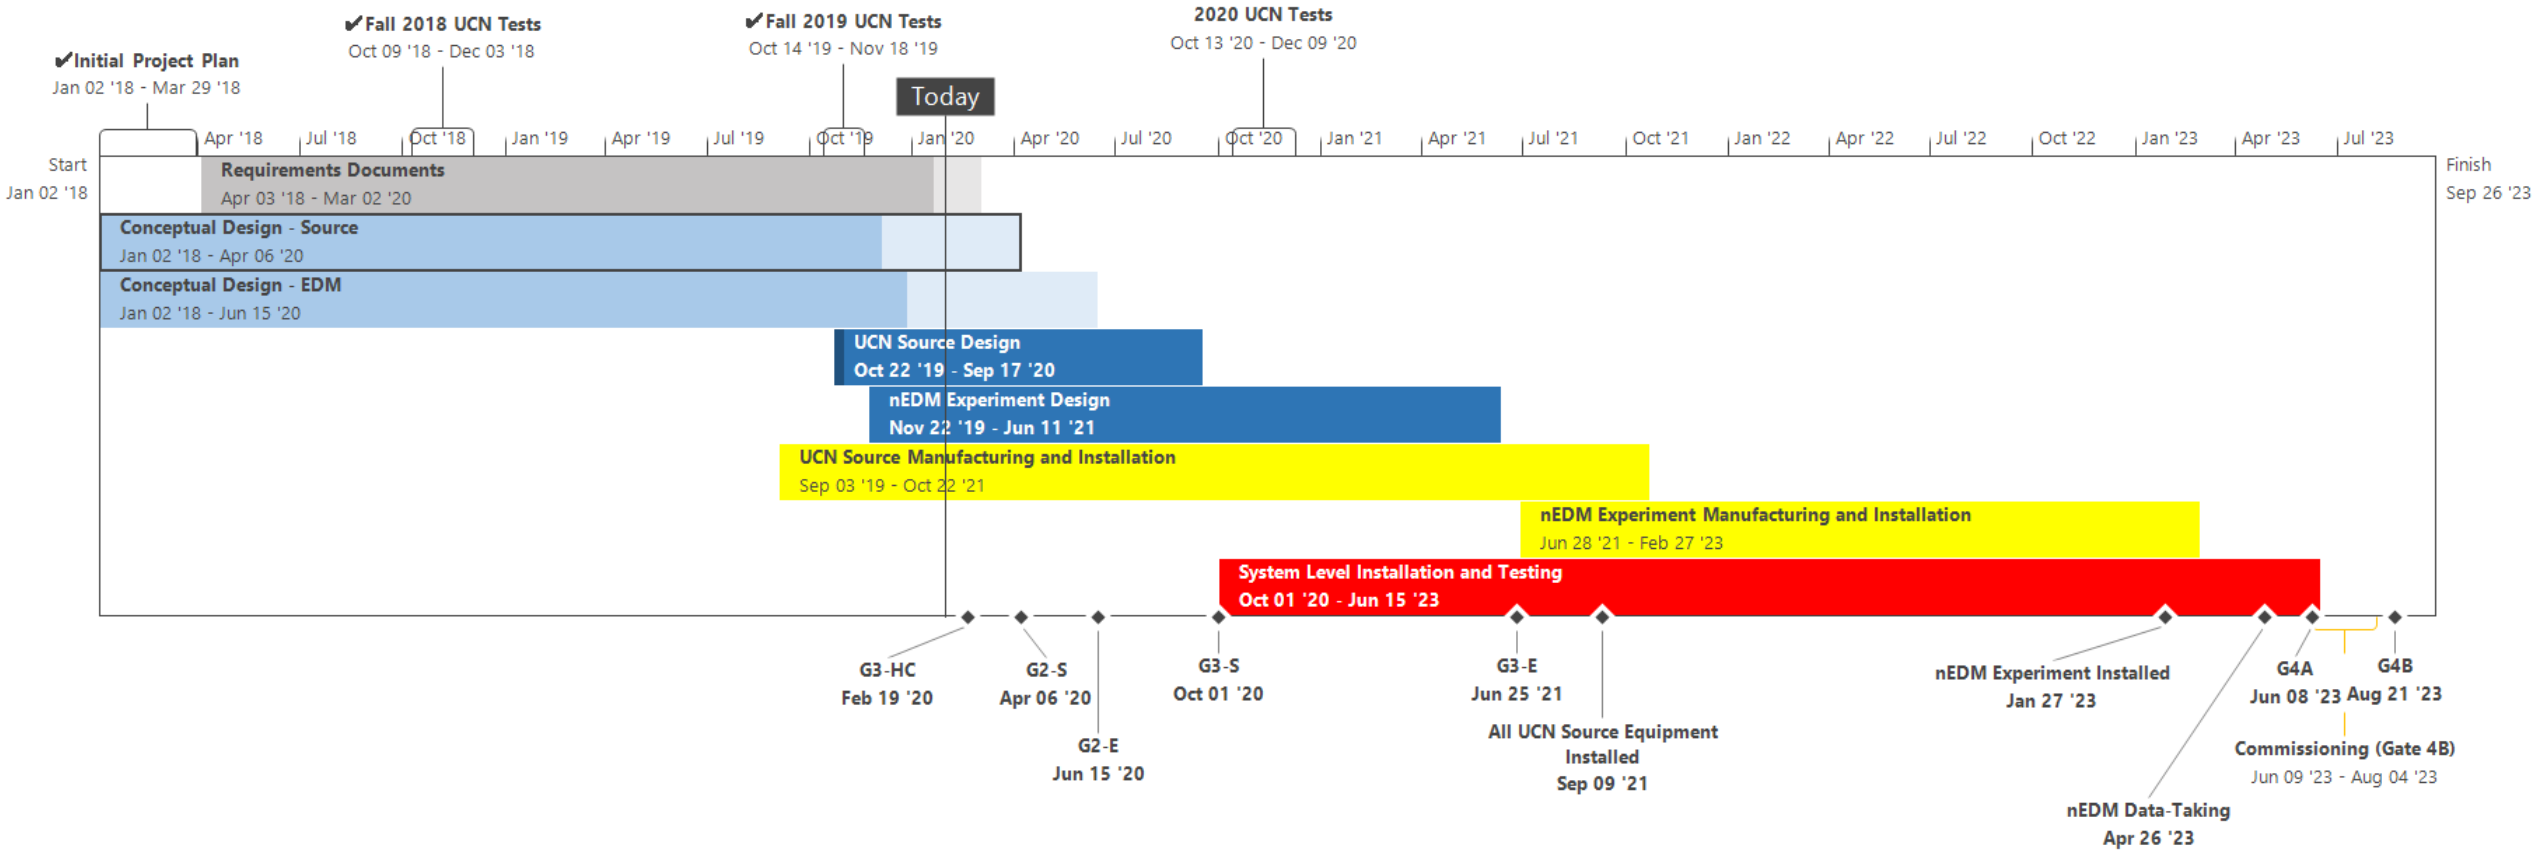 ✔Initial Project Plan
Jan 02 '18 - Mar 29 '18
✔Fall 2018 UCN Tests
Oct 09 '18 - Dec 03 '18
✔Fall 2019 UCN Tests
Oct 14 '19 - Nov 18 '19
2020 UCN Tests
Oct 13 '20 - Dec 09 '20
Today
Apr '18 Jul '18 Oct '18 Jan '19 Apr '19 Jul '19 Oct '19 Jan '20 Apr '20 Jul '20 Oct '20 Jan '21 Apr '21 Jul '21 Oct '21 Jan '22 Apr '22 Jul '22 Oct '22 Jan '23 Apr '23 Jul '23
Start
Jan 02 '18
Finish
Sep 26 '23
Requirements Documents
Apr 03 '18 - Mar 02 '20
Conceptual Design - Source
Jan 02 '18 - Apr 06 '20
Conceptual Design - EDM
Jan 02 '18 - Jun 15 '20
UCN Source Design
Oct 22 '19 - Sep 17 '20
nEDM Experiment Design
Nov 22 '19 - Jun 11 '21
UCN Source Manufacturing and Installation
Sep 03 '19 - Oct 22 '21
nEDM Experiment Manufacturing and Installation
Jun 28 '21 - Feb 27 '23
System Level Installation and Testing
Oct 01 '20 - Jun 15 '23
G3-HC
Feb 19 '20
G2-S
Apr 06 '20
G2-E
Jun 15 '20
G3-S
Oct 01 '20
G3-E
Jun 25 '21
All UCN Source Equipment
Installed
Sep 09 '21
nEDM Experiment Installed
Jan 27 '23
nEDM Data-Taking
Apr 26 '23
G4A
Jun 08 '23
G4B
Aug 21 '23
Commissioning (Gate 4B)
Jun 09 '23 - Aug 04 '23